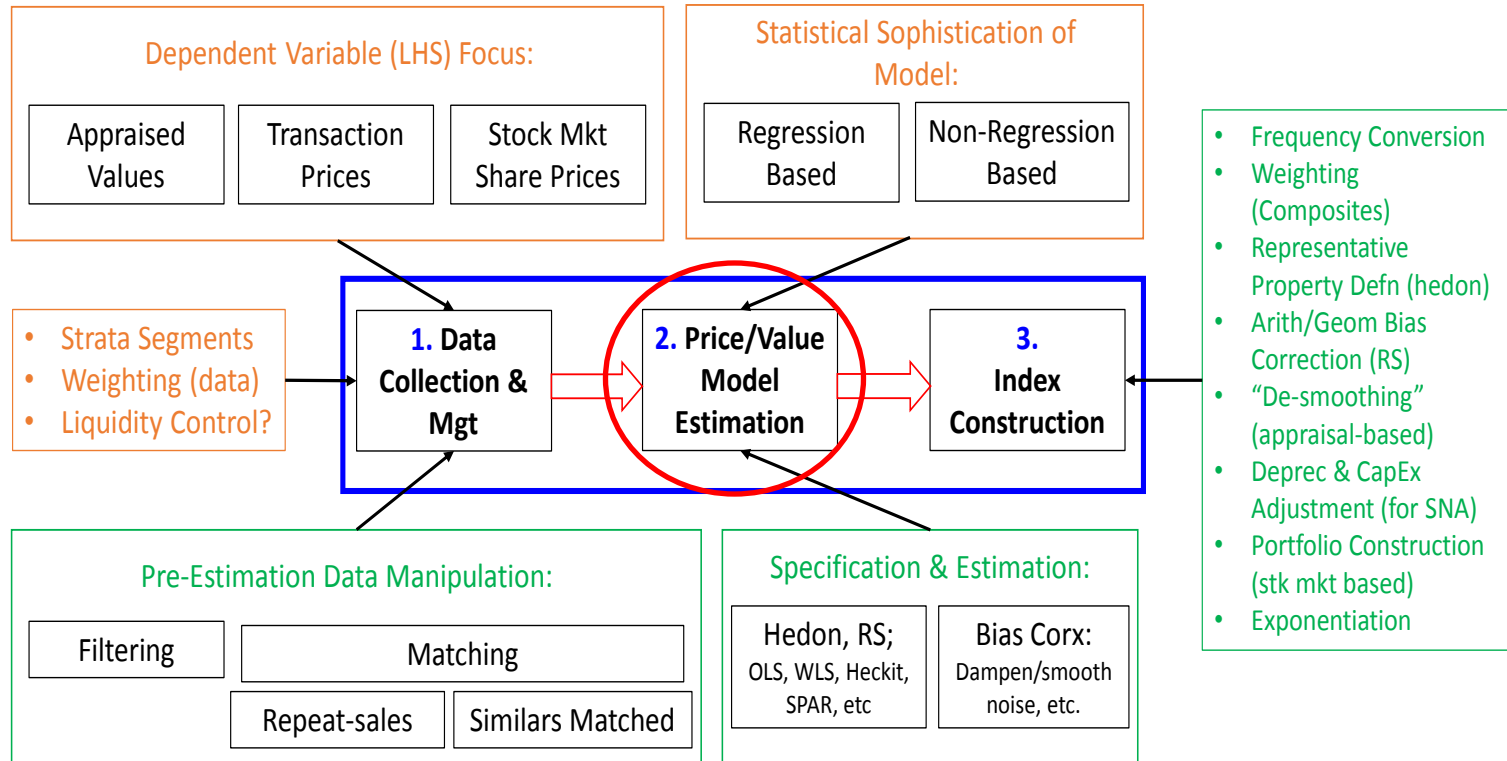 Dependent Variable (LHS) Focus:
Appraised
Values
Transaction
Prices
Stock Mkt
Share Prices
Statistical Sophistication of
Model:
Regression
Based
Non-Regression
Based
• Strata Segments
• Weighting (data)
• Liquidity Control?
1. Data
Collection &
Mgt
2. Price/Value
Model
Estimation
3.
Index
Construction
• Frequency Conversion
• Weighting
(Composites)
• Representative
Property Defn (hedon)
• Arith/Geom Bias
Correction (RS)
• “De-smoothing”
(appraisal-based)
• Deprec & CapEx
Adjustment (for SNA)
• Portfolio Construction
(stk mkt based)
• Exponentiation
Pre-Estimation Data Manipulation:
Filtering
Matching
Repeat-sales
Similars Matched
Specification & Estimation:
Hedon, RS;
OLS, WLS, Heckit,
SPAR, etc
Bias Corx:
Dampen/smooth
noise, etc.